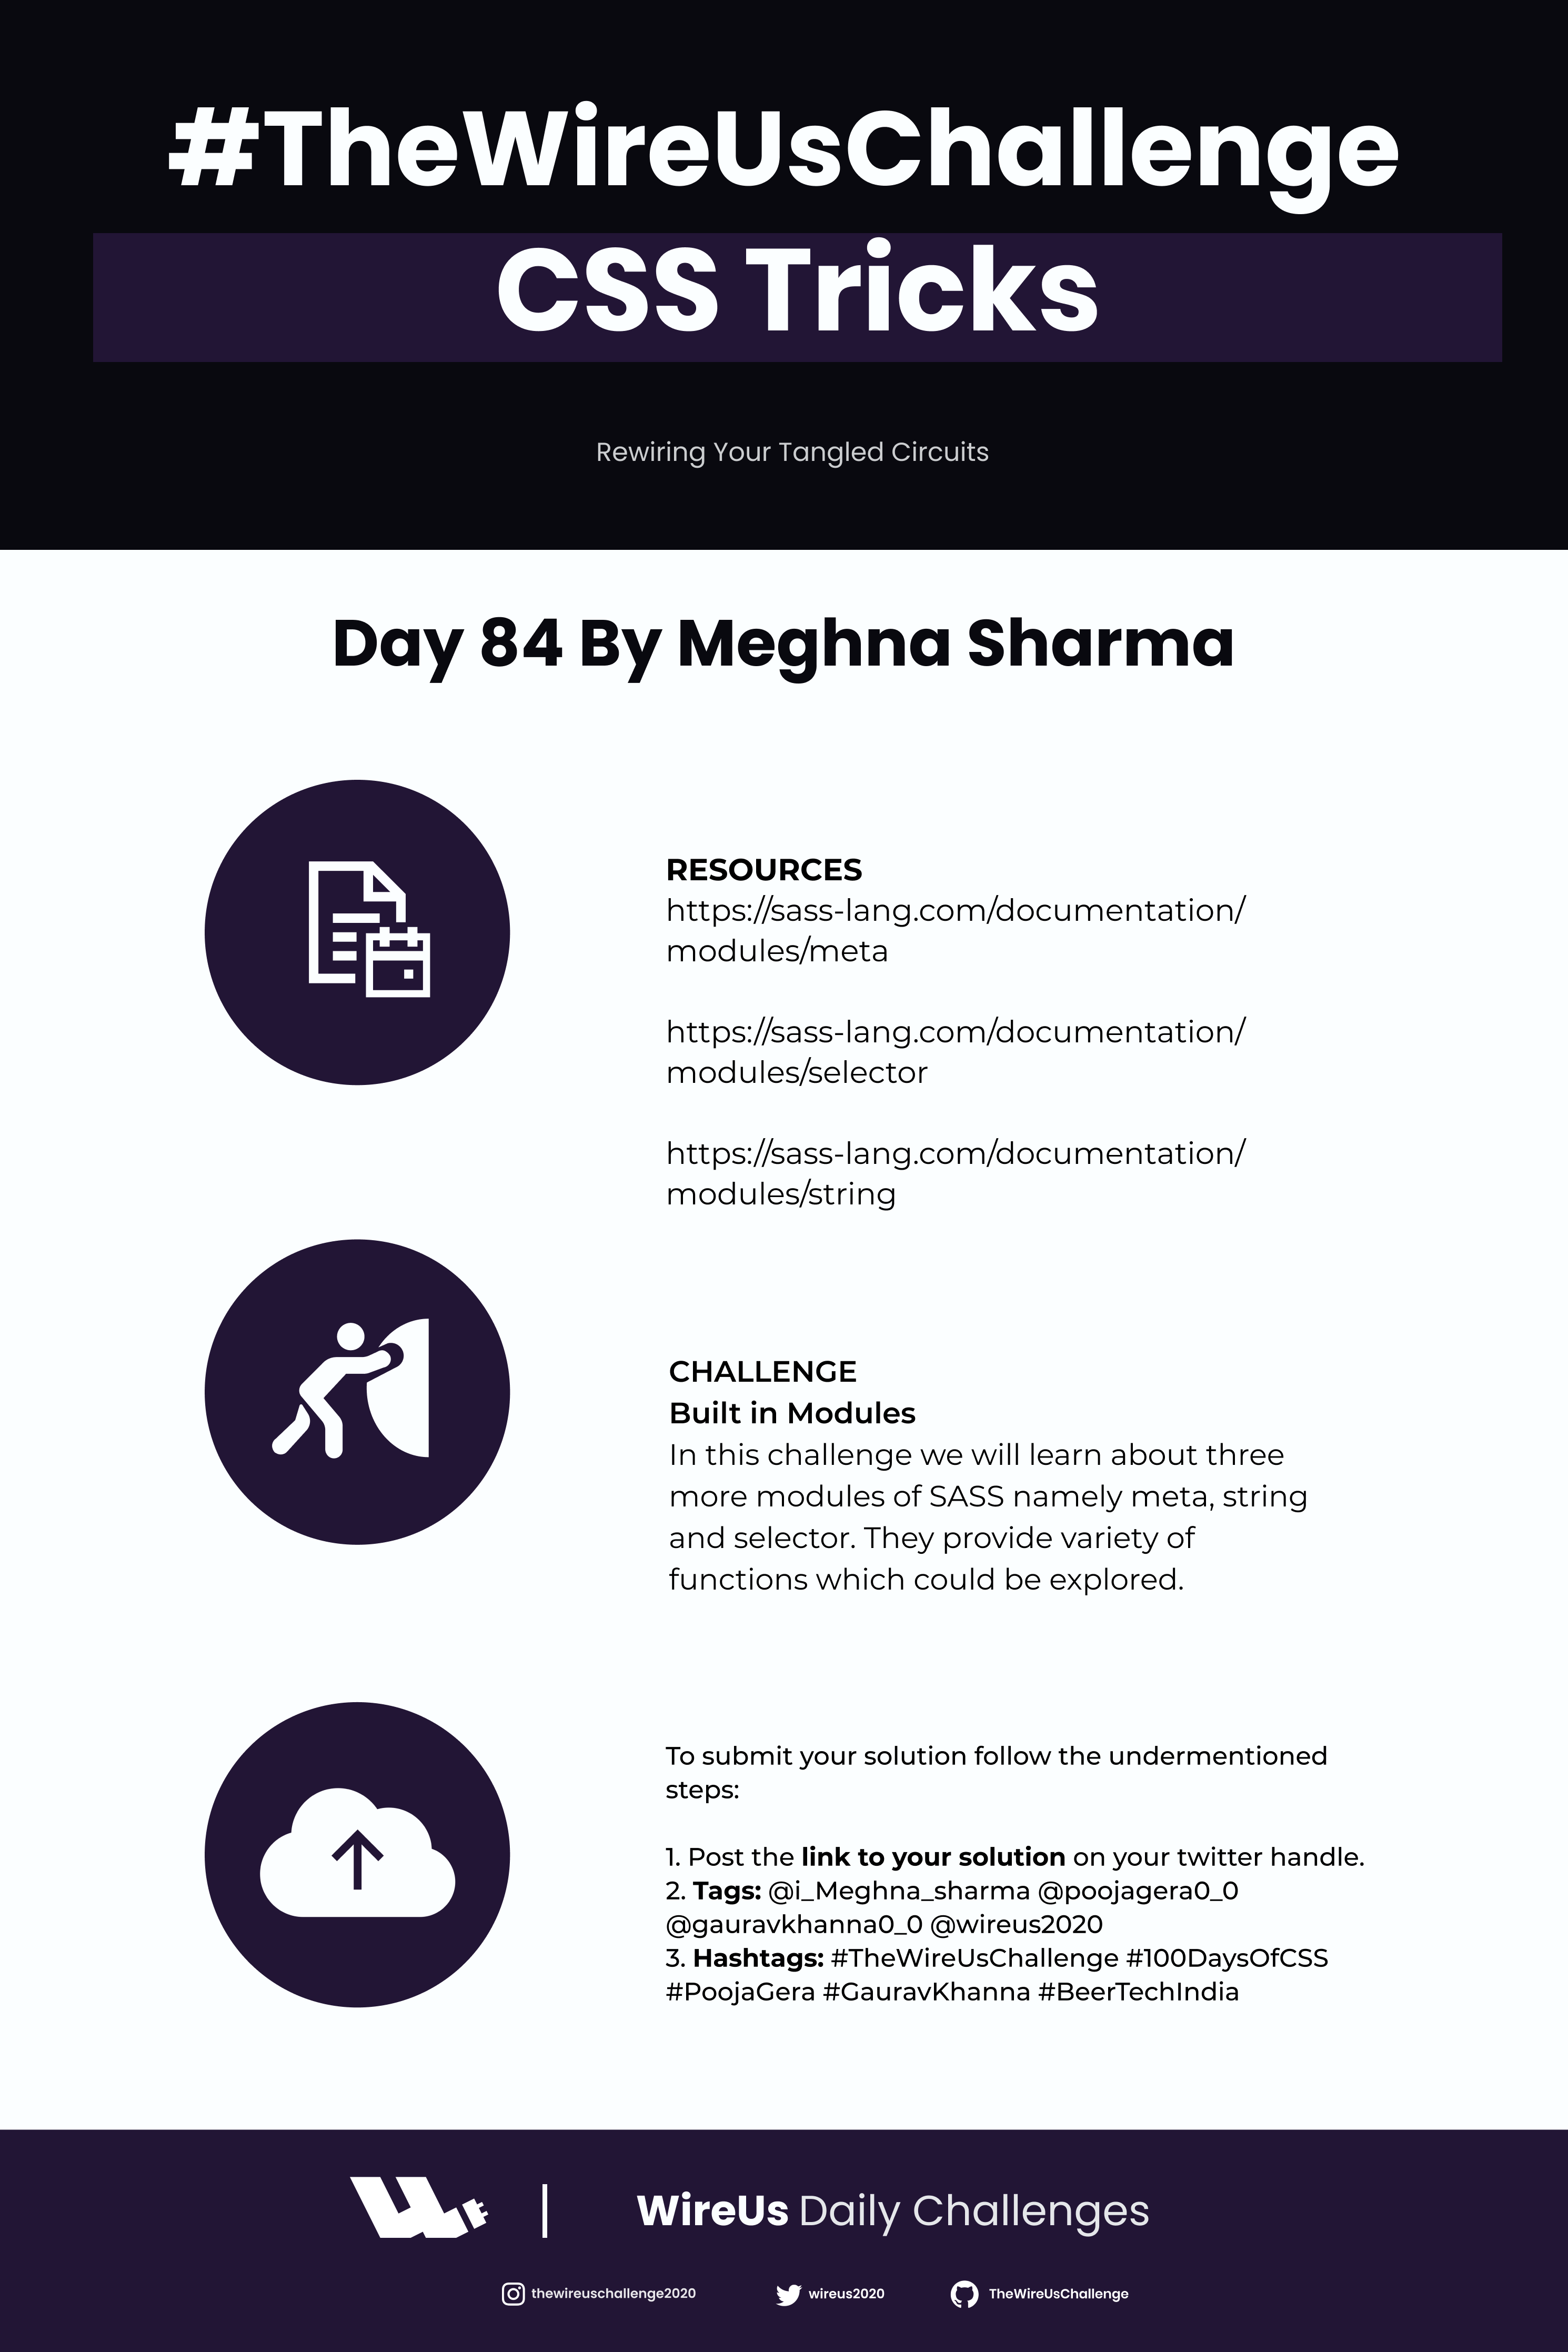 #TheWireUsChallenge
CSS Tricks
Rewiring Your Tangled Circuits
Day 84 By Meghna Sharma
RESOURCES
https://sass-lang.com/documentation/
modules/meta
https://sass-lang.com/documentation/
modules/selector
https://sass-lang.com/documentation/
modules/string
CHALLENGE
Built in Modules
In this challenge we will learn about three
more modules of SASS namely meta, string
and selector. They provide variety of
functions which could be explored.
To submit your solution follow the undermentioned
steps:
1. Post the link to your solution on your twitter handle.
2. Tags: @i_Meghna_sharma @poojagera0_0
@gauravkhanna0_0 @wireus2020
3. Hashtags: #TheWireUsChallenge #100DaysOfCSS
#PoojaGera #GauravKhanna #BeerTechIndia
WireUs Daily Challenges
thewireuschallenge2020 wireus2020 TheWireUsChallenge